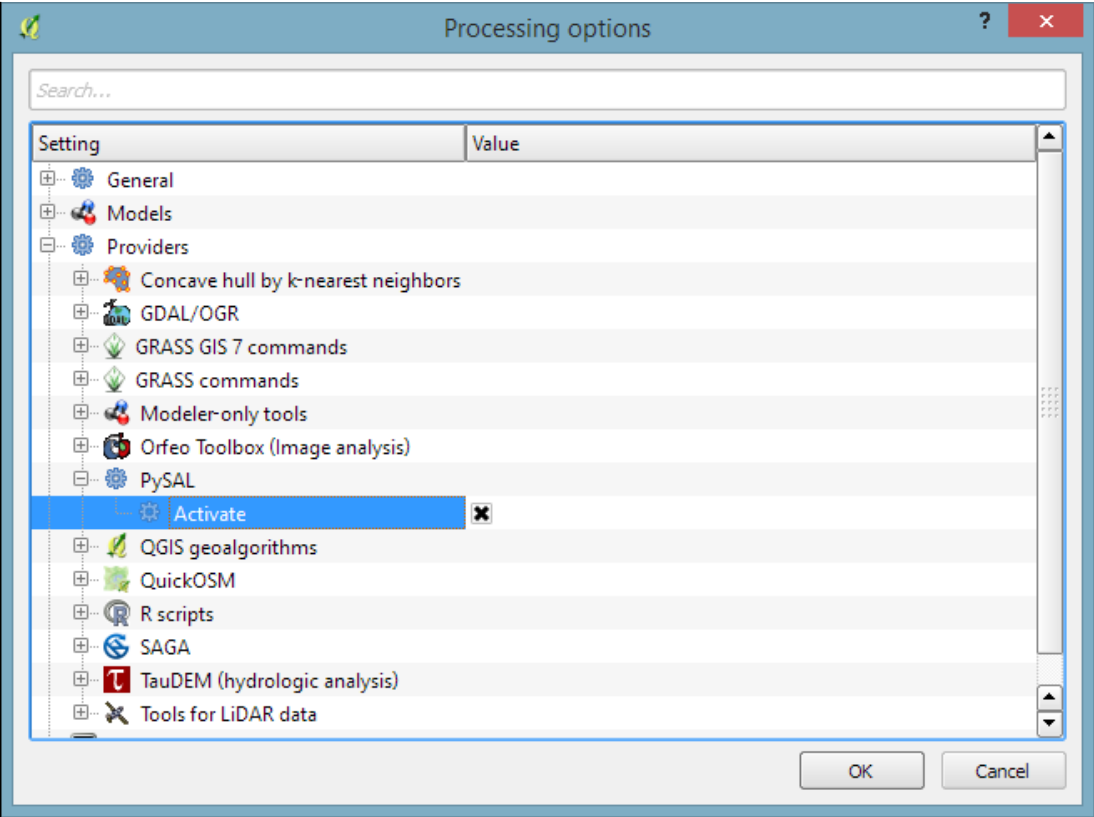 Processing options
?
Search...
Setting Value
General
Models
Providers
Concave hull by k-nearest neighbors
GDAL/OGR
GRASS GIS 7 commands
GRASS commands
Modeler-only tools
Orfeo Toolbox (Image analysis)
PySAL
Activate
QGIS geoalgorithms
QuickOSM
R scripts
SAGA
TauDEM (hydrologic analysis)
Tools for LiDAR data
OK Cancel